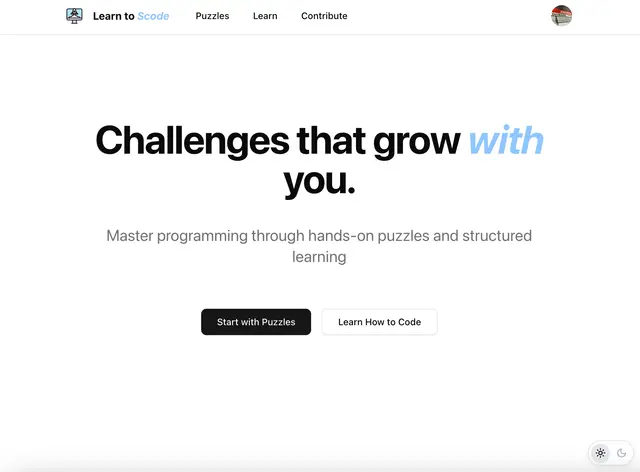 Learn to Scode
Puzzles
Learn
Contribute
Challenges that grow with
you.
Master programming through hands-on puzzles and structured
learning
Start with Puzzles
Learn How to Code